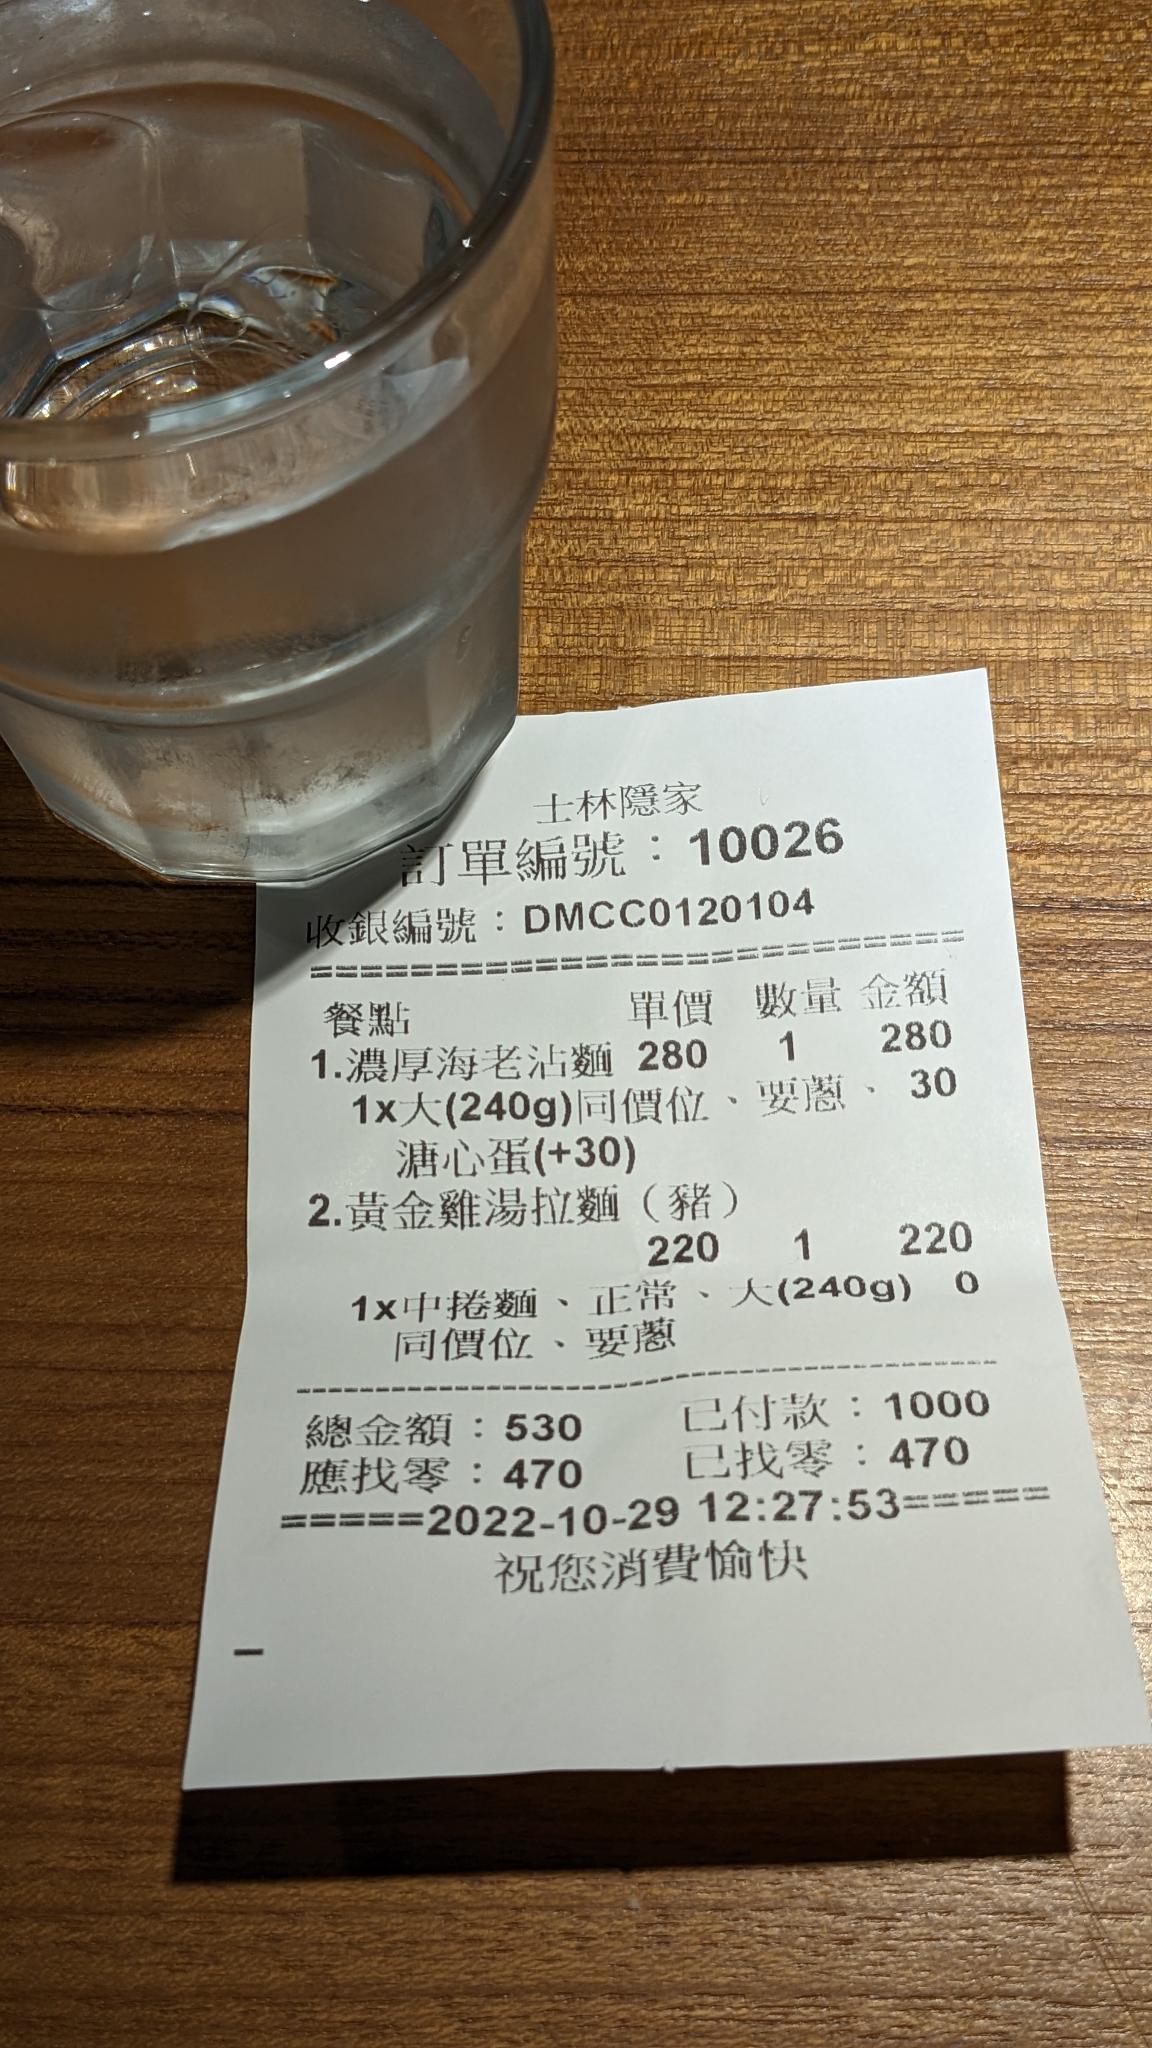 士林隱家
訂單編號：10026
收銀編號：DMCC0120104
==========================
餐點 單價 數量 金額
1.濃厚海老沾麵 280 1 280
1x大(240g)同價位、要蔥、 30
溏心蛋(+30)
2.黃金雞湯拉麵（豬）
220 1 220
1x中捲麵、正常、大(240g) 0
同價位、要蔥
------------------------------------------
總金額：530 已付款：1000
應找零：470 已找零：470
=====2022-10-29 12:27:53=====
祝您消費愉快